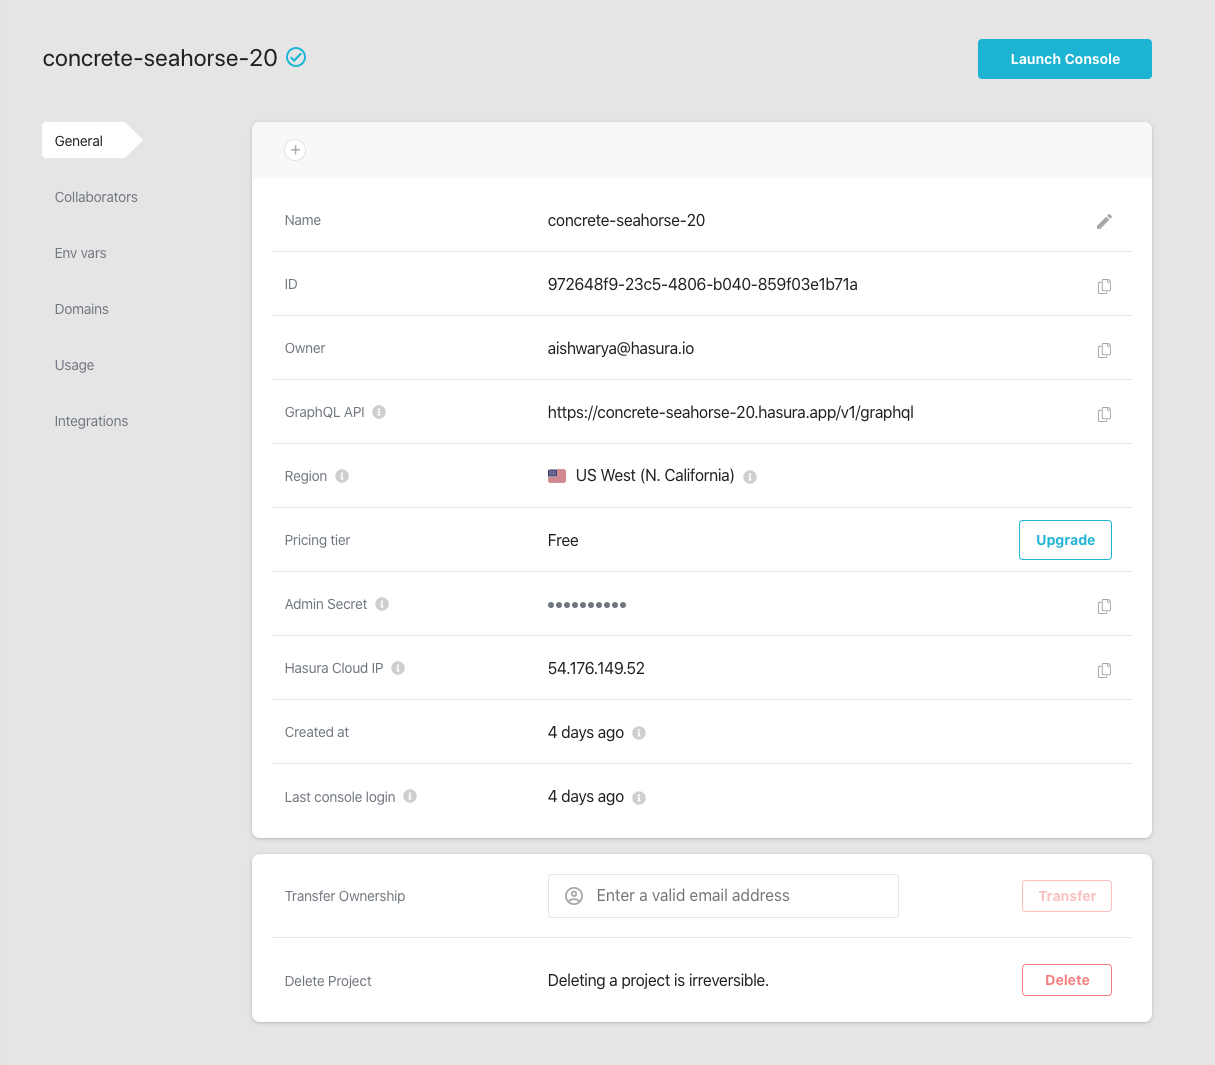 concrete-seahorse-20
Launch Console
General
Collaborators
Env vars
Domains
Usage
Integrations
Name concrete-seahorse-20
ID 972648f9-23c5-4806-b040-859f03e1b71a
Owner aishwarya@hasura.io
GraphQL API https://concrete-seahorse-20.hasura.app/v1/graphql
Region US West (N. California)
Pricing tier Free Upgrade
Admin Secret ••••••••••
Hasura Cloud IP 54.176.149.52
Created at 4 days ago
Last console login 4 days ago
Transfer Ownership Enter a valid email address Transfer
Delete Project Deleting a project is irreversible. Delete